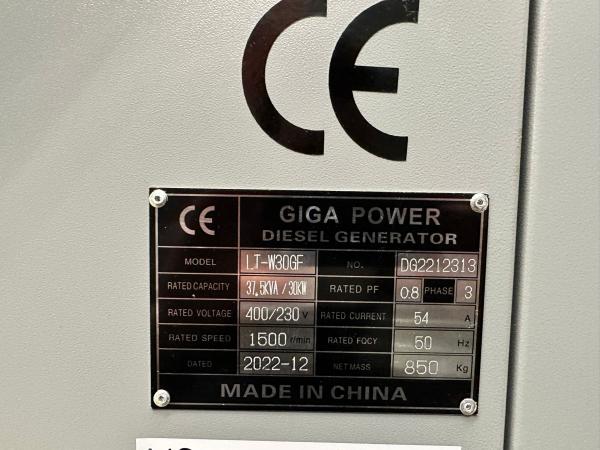 CE
CE
GIGA POWER
DIESEL GENERATOR
MODEL LT-W30GF NO. DG2212313
RATED CAPACITY 37,5KVA/30KW RATED PF 0.8 PHASE 3
RATED VOLTAGE 400/230 V RATED CURRENT 54 A
RATED SPEED 1500 r/min RATED FQCY 50 Hz
DATED 2022-12 NET MASS 850 Kg
MADE IN CHINA